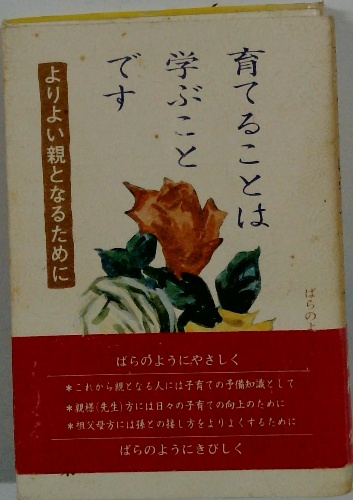 育てることは
学ぶこと
です
よりよい親となるために
ばらのよ
ばらのようにやさしく
＊これから親となる人には子育ての予備知識として
＊親様(先生)方には日々の子育ての向上のために
＊祖父母方には孫との接し方をよりよくするために
ばらのようにきびしく